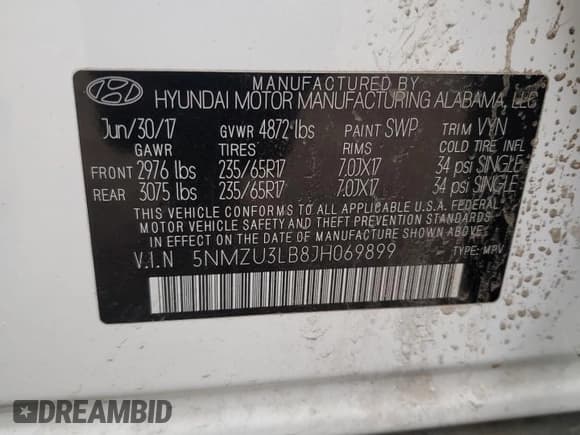 MANUFACTURED BY
HYUNDAI MOTOR MANUFACTURING ALABAMA, LLC
Jun/30/17 GVWR 4872 lbs PAINT SWP TRIM VYN
GAWR TIRES RIMS COLD TIRE INFL
FRONT 2976 lbs 235/65R17 7.0JX17 34 psi SINGLE
REAR 3075 lbs 235/65R17 7.0JX17 34 psi SINGLE
THIS VEHICLE CONFORMS TO ALL APPLICABLE U.S.A. FEDERAL
MOTOR VEHICLE SAFETY AND THEFT PREVENTION STANDARDS
IN EFFECT ON THE DATE OF MANUFACTURE SHOWN ABOVE.
V.I.N 5NMZU3LB8JH069899 TYPE: MPV
DREAMBID